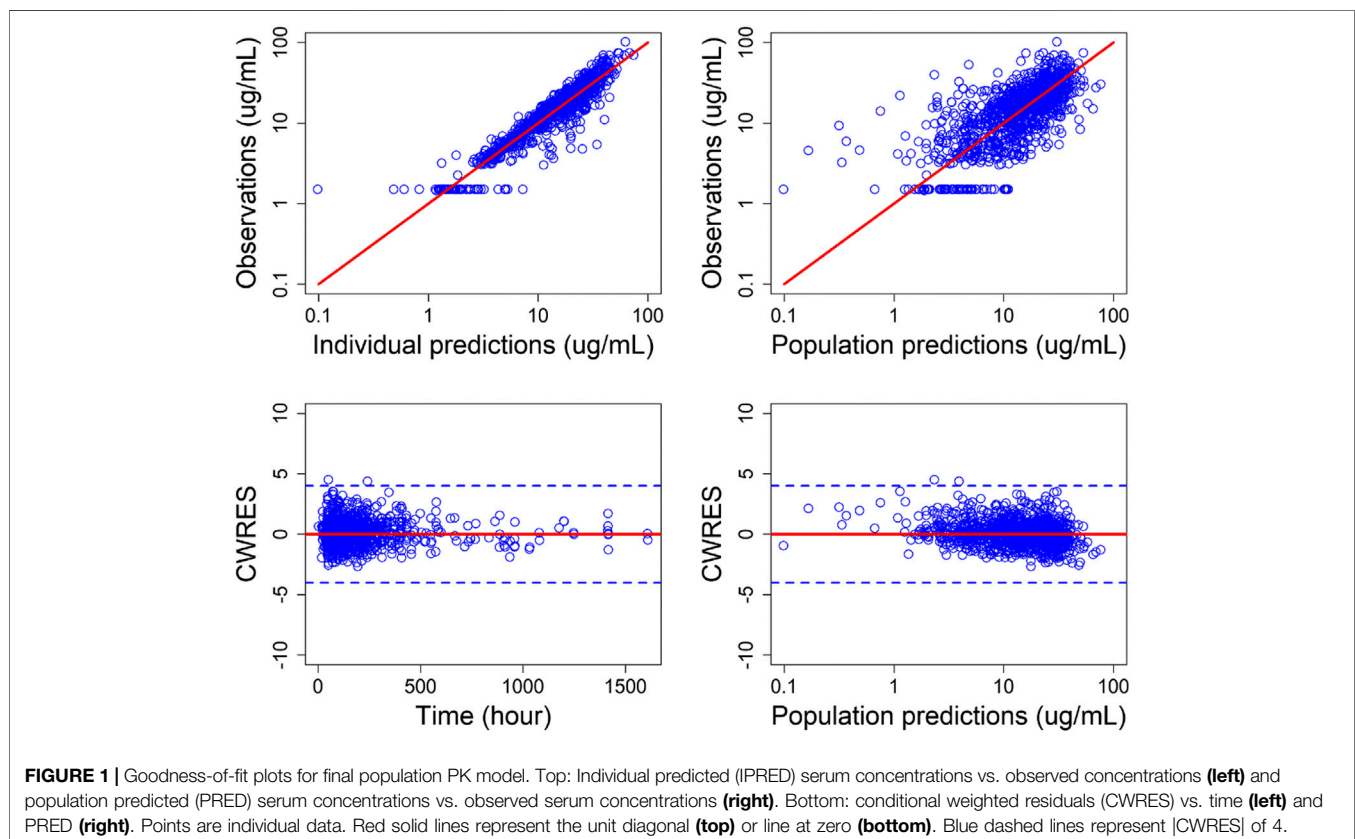 100
10
1
0.1
Observations (ug/mL)
0.1 1 10 100
Individual predictions (ug/mL)
100
10
1
0.1
Observations (ug/mL)
0.1 1 10 100
Population predictions (ug/mL)
10
5
0
-5
-10
CWRES
0 500 1000 1500
Time (hour)
10
5
0
-5
-10
CWRES
0.1 1 10 100
Population predictions (ug/mL)
FIGURE 1 | Goodness-of-fit plots for final population PK model. Top: Individual predicted (IPRED) serum concentrations vs. observed concentrations (left) and
population predicted (PRED) serum concentrations vs. observed serum concentrations (right). Bottom: conditional weighted residuals (CWRES) vs. time (left) and
PRED (right). Points are individual data. Red solid lines represent the unit diagonal (top) or line at zero (bottom). Blue dashed lines represent |CWRES| of 4.